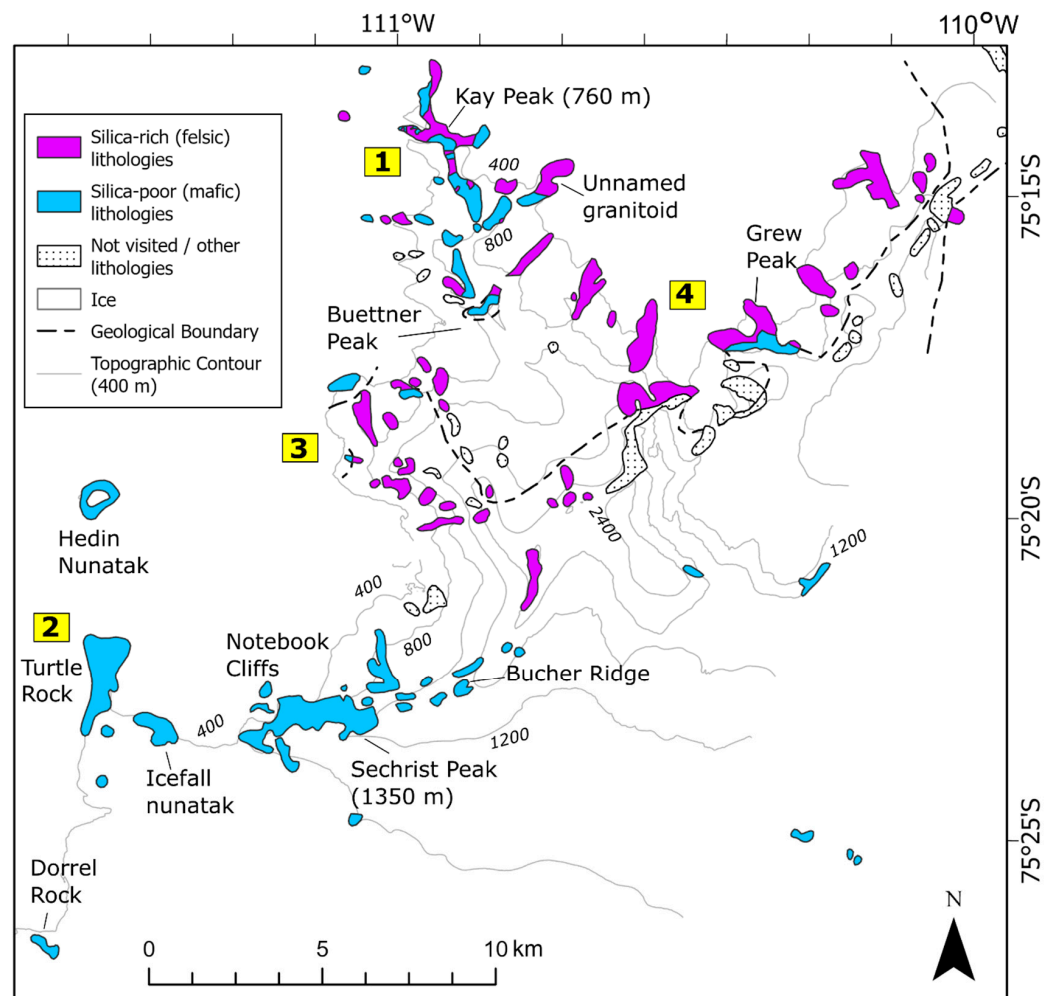 111°W
110°W
Silica-rich (felsic)
lithologies
Silica-poor (mafic)
lithologies
Not visited / other
lithologies
Ice
Geological Boundary
Topographic Contour
(400 m)
Kay Peak (760 m)
1
400
Unnamed
granitoid
75°15'S
800
Grew
Peak
4
Buettner
Peak
3
2400
75°20'S
1200
Hedin
Nunatak
400
2
800
Notebook
Cliffs
Turtle
Rock
Bucher Ridge
400
1200
Icefall
nunatak
Sechrist Peak
(1350 m)
75°25'S
Dorrel
Rock
N
0
5
10 km